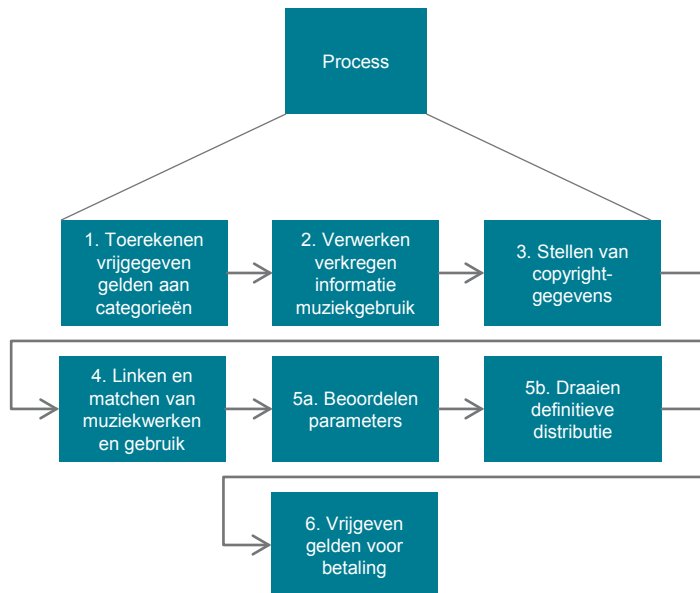 Process
1. Toerekenen
vrijgegeven
gelden aan
categorieën
2. Verwerken
verkregen
informatie
muziekgebruik
3. Stellen van
copyright-
gegevens
4. Linken en
matchen van
muziekwerken
en gebruik
5a. Beoordelen
parameters
5b. Draaien
definitieve
distributie
6. Vrijgeven
gelden voor
betaling